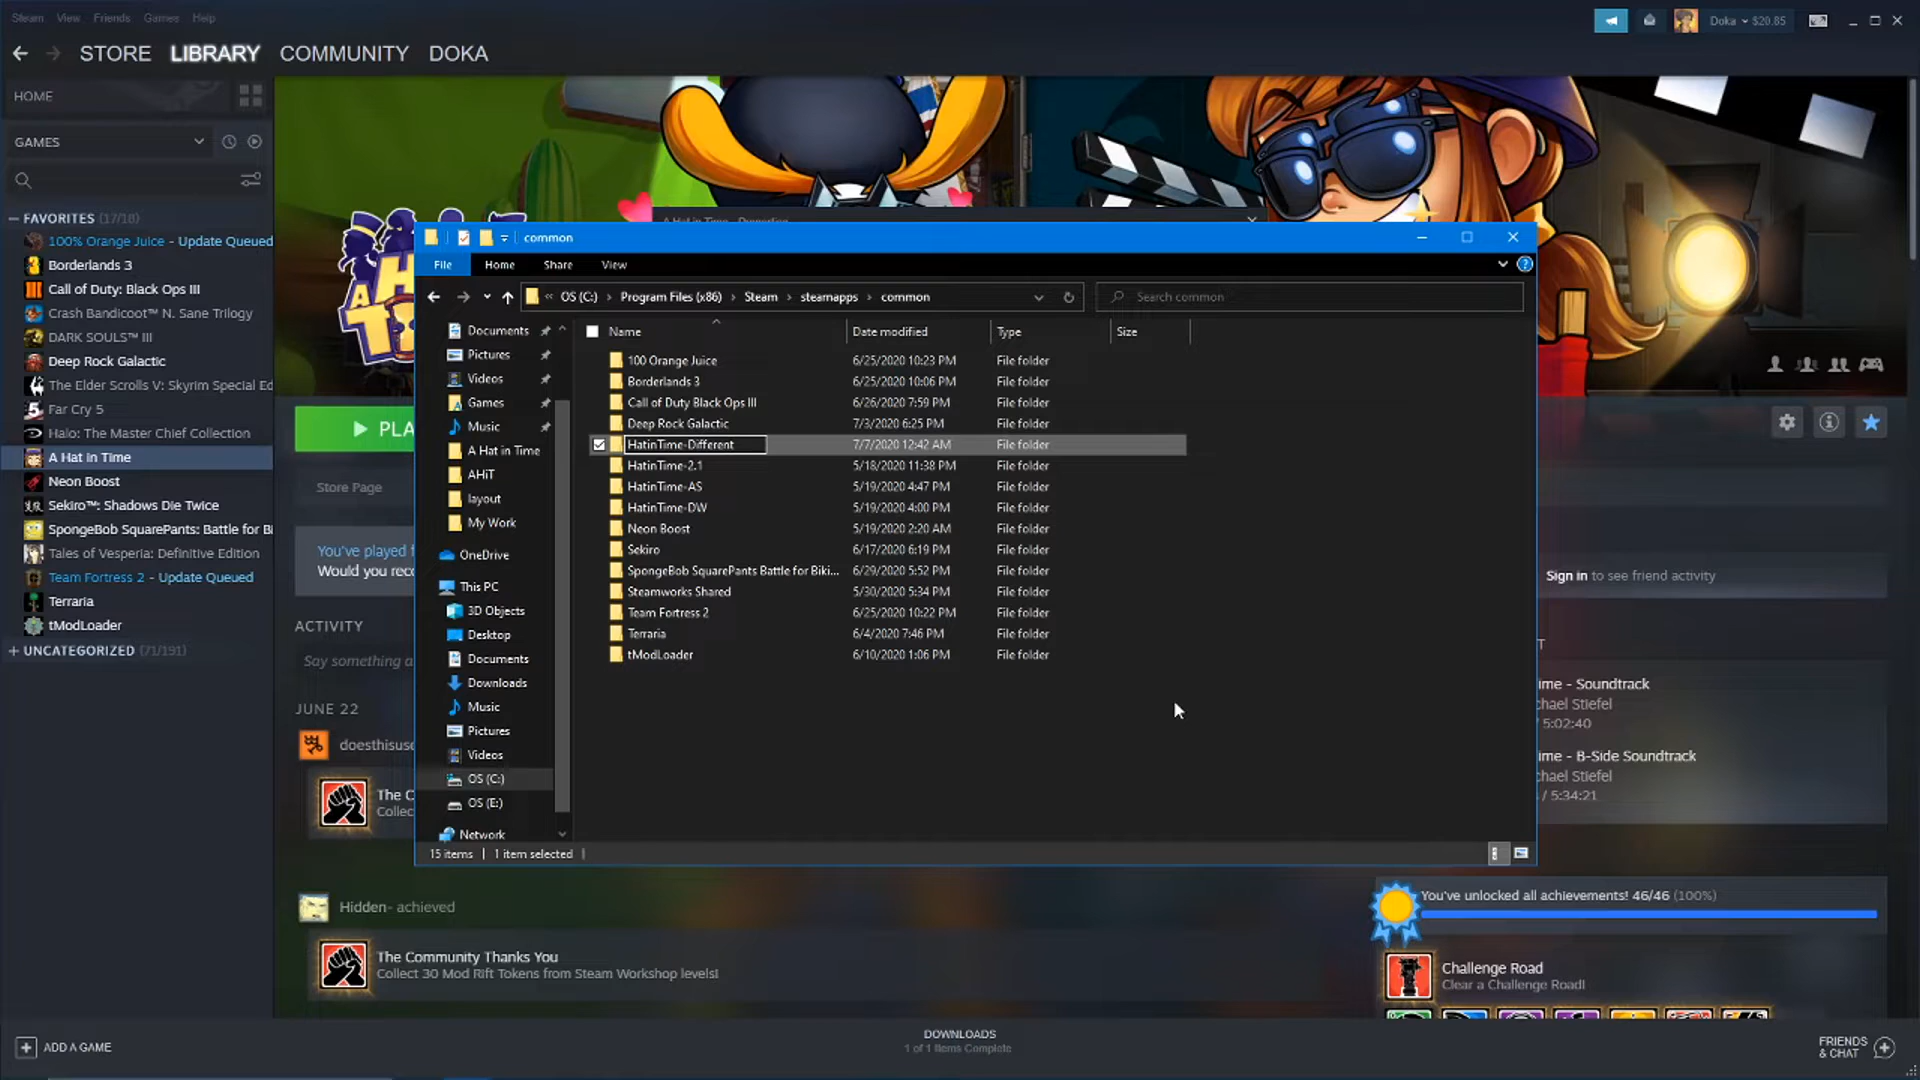 Steam View Friends Games Help
Doka $20.85
STORE LIBRARY COMMUNITY DOKA
HOME
GAMES
FAVORITES (17/18)
100% Orange Juice - Update Queued
Borderlands 3
Call of Duty: Black Ops III
Crash Bandicoot™ N. Sane Trilogy
DARK SOULS™ III
Deep Rock Galactic
The Elder Scrolls V: Skyrim Special Ed
Far Cry 5
Halo: The Master Chief Collection
A Hat in Time
Neon Boost
Sekiro™: Shadows Die Twice
SpongeBob SquarePants: Battle for Bi
Tales of Vesperia: Definitive Edition
Team Fortress 2 - Update Queued
Terraria
tModLoader
UNCATEGORIZED (71/191)
common
File Home Share View
« OS (C:) › Program Files (x86) › Steam › steamapps › common
Search common
Name Date modified Type Size
Documents
Pictures
Videos
Games
Music
A Hat in Time
AHiT
layout
My Work
OneDrive
This PC
3D Objects
Desktop
Documents
Downloads
Music
Pictures
Videos
OS (C:)
OS (E:)
Network
100 Orange Juice 6/25/2020 10:23 PM File folder
Borderlands 3 6/25/2020 10:06 PM File folder
Call of Duty Black Ops III 6/26/2020 7:59 PM File folder
Deep Rock Galactic 7/3/2020 6:25 PM File folder
HatinTime-Different 7/7/2020 12:42 AM File folder
HatinTime-2.1 5/18/2020 11:38 PM File folder
HatinTime-AS 5/19/2020 4:47 PM File folder
HatinTime-DW 5/19/2020 4:00 PM File folder
Neon Boost 5/19/2020 2:20 AM File folder
Sekiro 6/17/2020 6:19 PM File folder
SpongeBob SquarePants Battle for Biki... 6/29/2020 5:52 PM File folder
Steamworks Shared 5/30/2020 5:34 PM File folder
Team Fortress 2 6/25/2020 10:22 PM File folder
Terraria 6/4/2020 7:46 PM File folder
tModLoader 6/10/2020 1:06 PM File folder
15 items 1 item selected
PLA
Store Page
You've played f
Would you reco
ACTIVITY
Say something a
JUNE 22
doesthisuse
The C
Collec
Hidden- achieved
The Community Thanks You
Collect 30 Mod Rift Tokens from Steam Workshop levels!
Sign in to see friend activity
T
ime - Soundtrack
chael Stiefel
/ 5:02:40
ime - B-Side Soundtrack
chael Stiefel
/ 5:34:21
You've unlocked all achievements! 46/46 (100%)
Challenge Road
Clear a Challenge Road!
ADD A GAME
DOWNLOADS
1 of 1 Items Complete
FRIENDS
& CHAT